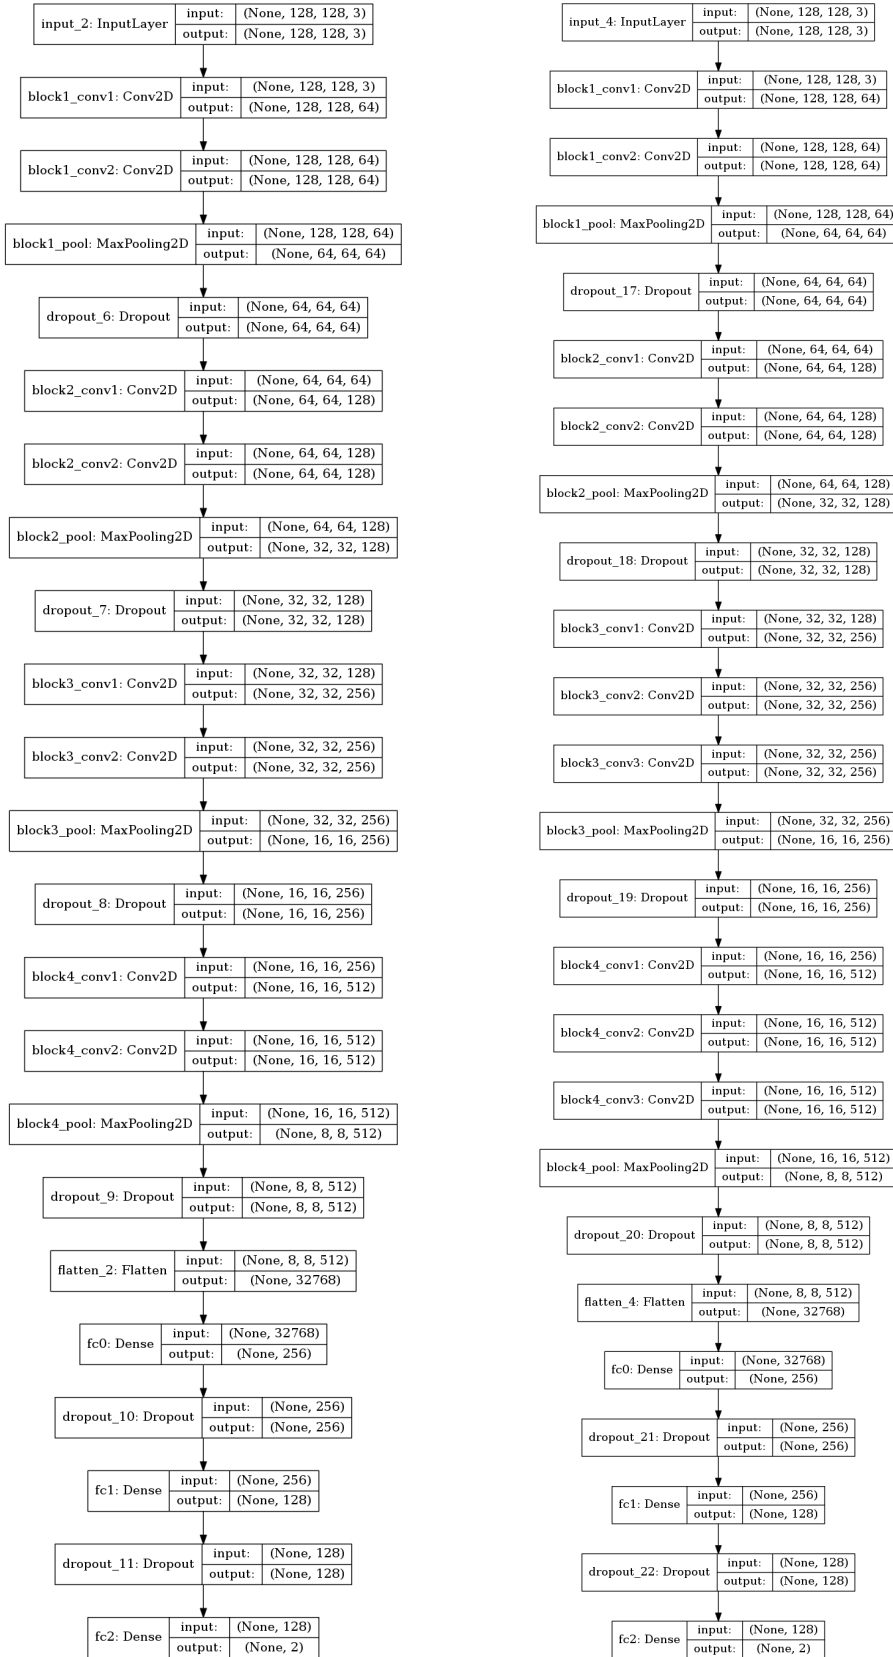 input_2: InputLayer input: (None, 128, 128, 3)
output: (None, 128, 128, 3)
block1_conv1: Conv2D input: (None, 128, 128, 3)
output: (None, 128, 128, 64)
block1_conv2: Conv2D input: (None, 128, 128, 64)
output: (None, 128, 128, 64)
block1_pool: MaxPooling2D input: (None, 128, 128, 64)
output: (None, 64, 64, 64)
dropout_6: Dropout input: (None, 64, 64, 64)
output: (None, 64, 64, 64)
block2_conv1: Conv2D input: (None, 64, 64, 64)
output: (None, 64, 64, 128)
block2_conv2: Conv2D input: (None, 64, 64, 128)
output: (None, 64, 64, 128)
block2_pool: MaxPooling2D input: (None, 64, 64, 128)
output: (None, 32, 32, 128)
dropout_7: Dropout input: (None, 32, 32, 128)
output: (None, 32, 32, 128)
block3_conv1: Conv2D input: (None, 32, 32, 128)
output: (None, 32, 32, 256)
block3_conv2: Conv2D input: (None, 32, 32, 256)
output: (None, 32, 32, 256)
block3_pool: MaxPooling2D input: (None, 32, 32, 256)
output: (None, 16, 16, 256)
dropout_8: Dropout input: (None, 16, 16, 256)
output: (None, 16, 16, 256)
block4_conv1: Conv2D input: (None, 16, 16, 256)
output: (None, 16, 16, 512)
block4_conv2: Conv2D input: (None, 16, 16, 512)
output: (None, 16, 16, 512)
block4_pool: MaxPooling2D input: (None, 16, 16, 512)
output: (None, 8, 8, 512)
dropout_9: Dropout input: (None, 8, 8, 512)
output: (None, 8, 8, 512)
flatten_2: Flatten input: (None, 8, 8, 512)
output: (None, 32768)
fc0: Dense input: (None, 32768)
output: (None, 256)
dropout_10: Dropout input: (None, 256)
output: (None, 256)
fc1: Dense input: (None, 256)
output: (None, 128)
dropout_11: Dropout input: (None, 128)
output: (None, 128)
fc2: Dense input: (None, 128)
output: (None, 2)
input_4: InputLayer input: (None, 128, 128, 3)
output: (None, 128, 128, 3)
block1_conv1: Conv2D input: (None, 128, 128, 3)
output: (None, 128, 128, 64)
block1_conv2: Conv2D input: (None, 128, 128, 64)
output: (None, 128, 128, 64)
block1_pool: MaxPooling2D input: (None, 128, 128, 64)
output: (None, 64, 64, 64)
dropout_17: Dropout input: (None, 64, 64, 64)
output: (None, 64, 64, 64)
block2_conv1: Conv2D input: (None, 64, 64, 64)
output: (None, 64, 64, 128)
block2_conv2: Conv2D input: (None, 64, 64, 128)
output: (None, 64, 64, 128)
block2_pool: MaxPooling2D input: (None, 64, 64, 128)
output: (None, 32, 32, 128)
dropout_18: Dropout input: (None, 32, 32, 128)
output: (None, 32, 32, 128)
block3_conv1: Conv2D input: (None, 32, 32, 128)
output: (None, 32, 32, 256)
block3_conv2: Conv2D input: (None, 32, 32, 256)
output: (None, 32, 32, 256)
block3_conv3: Conv2D input: (None, 32, 32, 256)
output: (None, 32, 32, 256)
block3_pool: MaxPooling2D input: (None, 32, 32, 256)
output: (None, 16, 16, 256)
dropout_19: Dropout input: (None, 16, 16, 256)
output: (None, 16, 16, 256)
block4_conv1: Conv2D input: (None, 16, 16, 256)
output: (None, 16, 16, 512)
block4_conv2: Conv2D input: (None, 16, 16, 512)
output: (None, 16, 16, 512)
block4_conv3: Conv2D input: (None, 16, 16, 512)
output: (None, 16, 16, 512)
block4_pool: MaxPooling2D input: (None, 16, 16, 512)
output: (None, 8, 8, 512)
dropout_20: Dropout input: (None, 8, 8, 512)
output: (None, 8, 8, 512)
flatten_4: Flatten input: (None, 8, 8, 512)
output: (None, 32768)
fc0: Dense input: (None, 32768)
output: (None, 256)
dropout_21: Dropout input: (None, 256)
output: (None, 256)
fc1: Dense input: (None, 256)
output: (None, 128)
dropout_22: Dropout input: (None, 128)
output: (None, 128)
fc2: Dense input: (None, 128)
output: (None, 2)